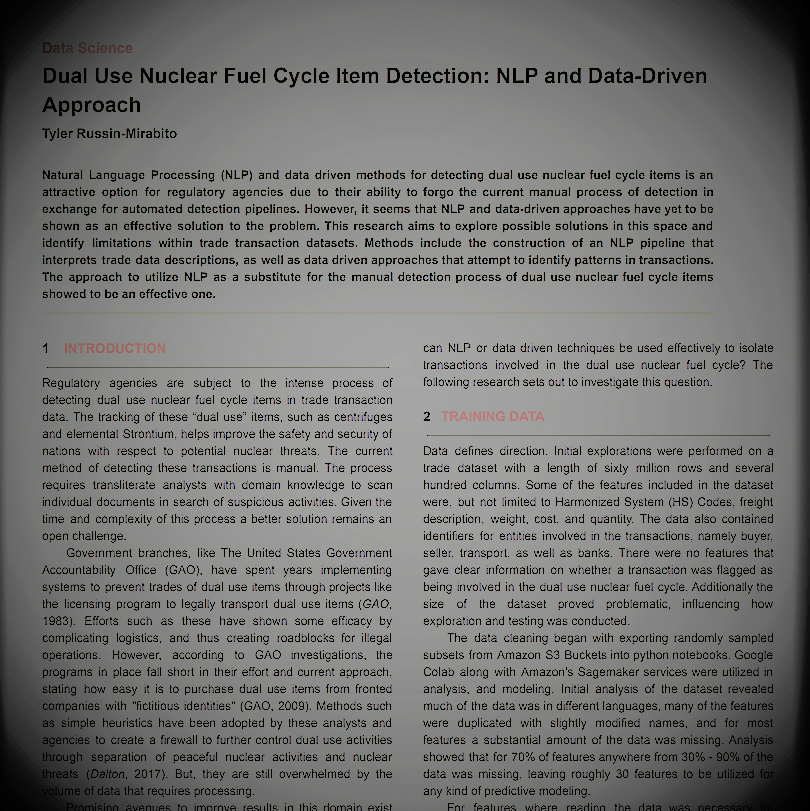 Data Science
Dual Use Nuclear Fuel Cycle Item Detection: NLP and Data-Driven
Approach
Tyler Russin-Mirabito
Natural Language Processing (NLP) and data driven methods for detecting dual use nuclear fuel cycle items is an
attractive option for regulatory agencies due to their ability to forgo the current manual process of detection in
exchange for automated detection pipelines. However, it seems that NLP and data-driven approaches have yet to be
shown as an effective solution to the problem. This research aims to explore possible solutions in this space and
identify limitations within trade transaction datasets. Methods include the construction of an NLP pipeline that
interprets trade data descriptions, as well as data driven approaches that attempt to identify patterns in transactions.
The approach to utilize NLP as a substitute for the manual detection process of dual use nuclear fuel cycle items
showed to be an effective one.
1 INTRODUCTION
Regulatory agencies are subject to the intense process of
detecting dual use nuclear fuel cycle items in trade transaction
data. The tracking of these “dual use” items, such as centrifuges
and elemental Strontium, helps improve the safety and security of
nations with respect to potential nuclear threats. The current
method of detecting these transactions is manual. The process
requires transliterate analysts with domain knowledge to scan
individual documents in search of suspicious activities. Given the
time and complexity of this process a better solution remains an
open challenge.
Government branches, like The United States Government
Accountability Office (GAO), have spent years implementing
systems to prevent trades of dual use items through projects like
the licensing program to legally transport dual use items (GAO,
1983). Efforts such as these have shown some efficacy by
complicating logistics, and thus creating roadblocks for illegal
operations. However, according to GAO investigations, the
programs in place fall short in their effort and current approach,
stating how easy it is to purchase dual use items from fronted
companies with “fictitious identities” (GAO, 2009). Methods such
as simple heuristics have been adopted by these analysts and
agencies to create a firewall to further control dual use activities
through separation of peaceful nuclear activities and nuclear
threats (Dalton, 2017). But, they are still overwhelmed by the
volume of data that requires processing.
Promising avenues to improve results in this domain exist
can NLP or data driven techniques be used effectively to isolate
transactions involved in the dual use nuclear fuel cycle? The
following research sets out to investigate this question.
2 TRAINING DATA
Data defines direction. Initial explorations were performed on a
trade dataset with a length of sixty million rows and several
hundred columns. Some of the features included in the dataset
were, but not limited to Harmonized System (HS) Codes, freight
description, weight, cost, and quantity. The data also contained
identifiers for entities involved in the transactions, namely buyer,
seller, transport, as well as banks. There were no features that
gave clear information on whether a transaction was flagged as
being involved in the dual use nuclear fuel cycle. Additionally the
size of the dataset proved problematic, influencing how
exploration and testing was conducted.
The data cleaning began with exporting randomly sampled
subsets from Amazon S3 Buckets into python notebooks. Google
Colab along with Amazon's Sagemaker services were utilized in
analysis, and modeling. Initial analysis of the dataset revealed
much of the data was in different languages, many of the features
were duplicated with slightly modified names, and for most
features a substantial amount of the data was missing. Analysis
showed that for 70% of features anywhere from 30% - 90% of the
data was missing, leaving roughly 30 features to be utilized for
any kind of predictive modeling.
For features where reading the data was necessary for